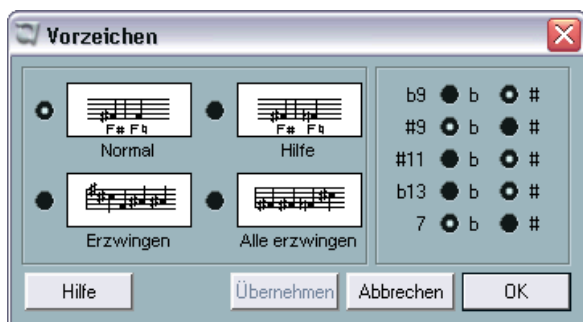 Vorzeichen
F# F♮
Normal
F# F♮
Hilfe
Erzwingen
Alle erzwingen
b9 b #
#9 b #
#11 b #
b13 b #
7 b #
Hilfe
Übernehmen
Abbrechen
OK